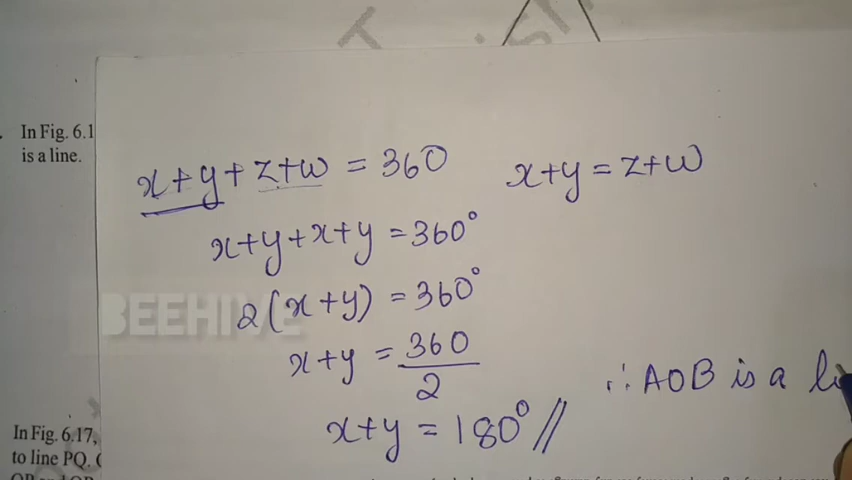 In Fig. 6.1
is a line.
x+y+z+w = 360
x+y = z+w
x+y+x+y = 360°
2(x+y) = 360°
BEEHIVE
x+y = 360/2
∴ AOB is a
x+y = 180° //
In Fig. 6.17,
to line PQ.